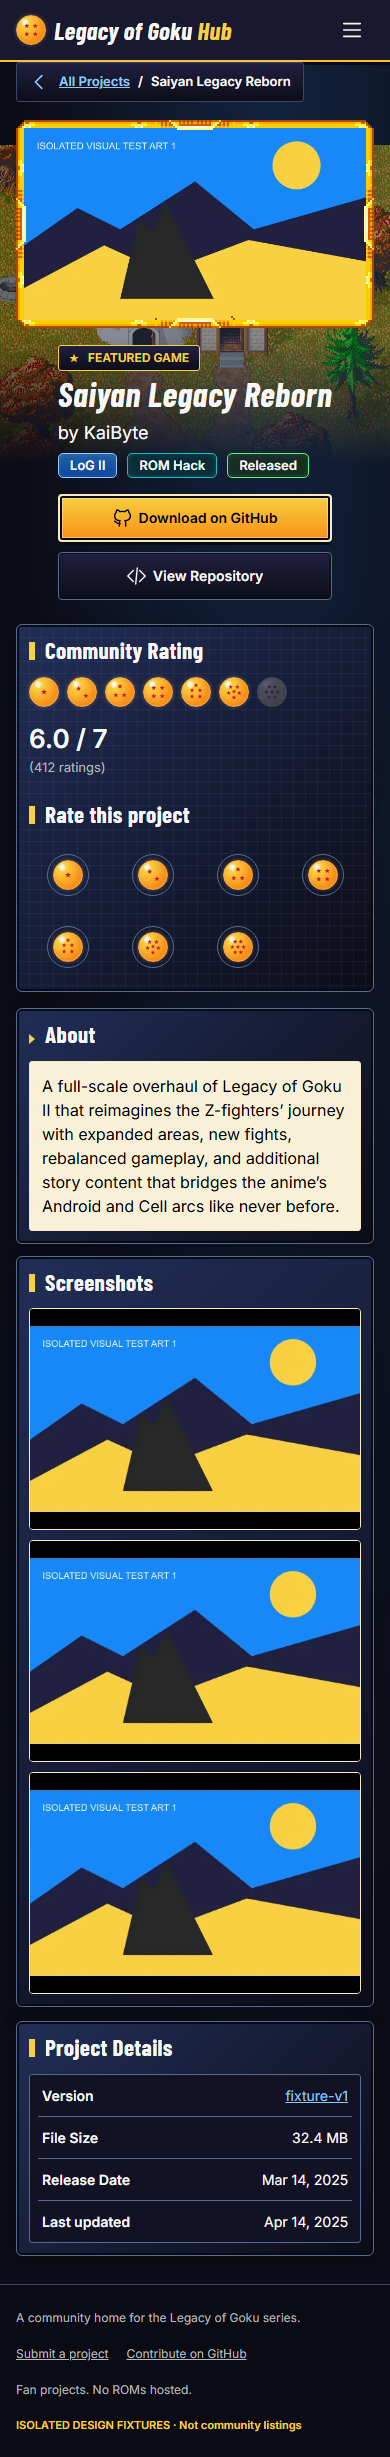 Legacy of Goku Hub
All Projects / Saiyan Legacy Reborn
ISOLATED VISUAL TEST ART 1
★ FEATURED GAME
Saiyan Legacy Reborn
by KaiByte
LoG II ROM Hack Released
Download on GitHub
View Repository
Community Rating
6.0 / 7
(412 ratings)
Rate this project
About
A full-scale overhaul of Legacy of Goku
II that reimagines the Z-fighters’ journey
with expanded areas, new fights,
rebalanced gameplay, and additional
story content that bridges the anime’s
Android and Cell arcs like never before.
Screenshots
ISOLATED VISUAL TEST ART 1
ISOLATED VISUAL TEST ART 1
ISOLATED VISUAL TEST ART 1
Project Details
Version fixture-v1
File Size 32.4 MB
Release Date Mar 14, 2025
Last updated Apr 14, 2025
A community home for the Legacy of Goku series.
Submit a project Contribute on GitHub
Fan projects. No ROMs hosted.
ISOLATED DESIGN FIXTURES · Not community listings